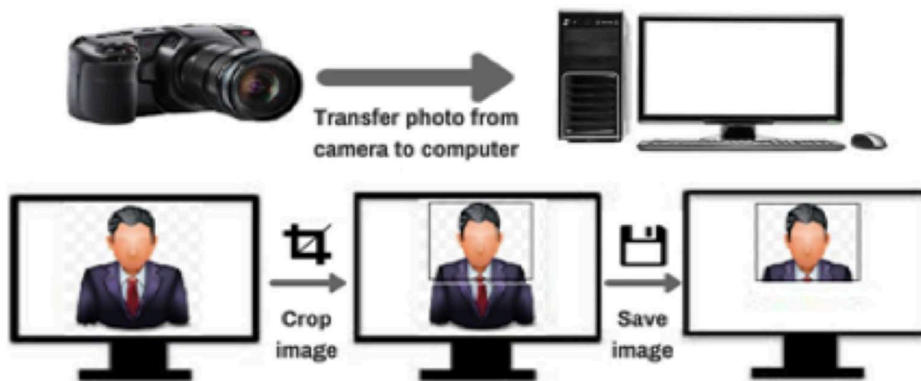 Transfer photo from
camera to computer
Crop
image
Save
image